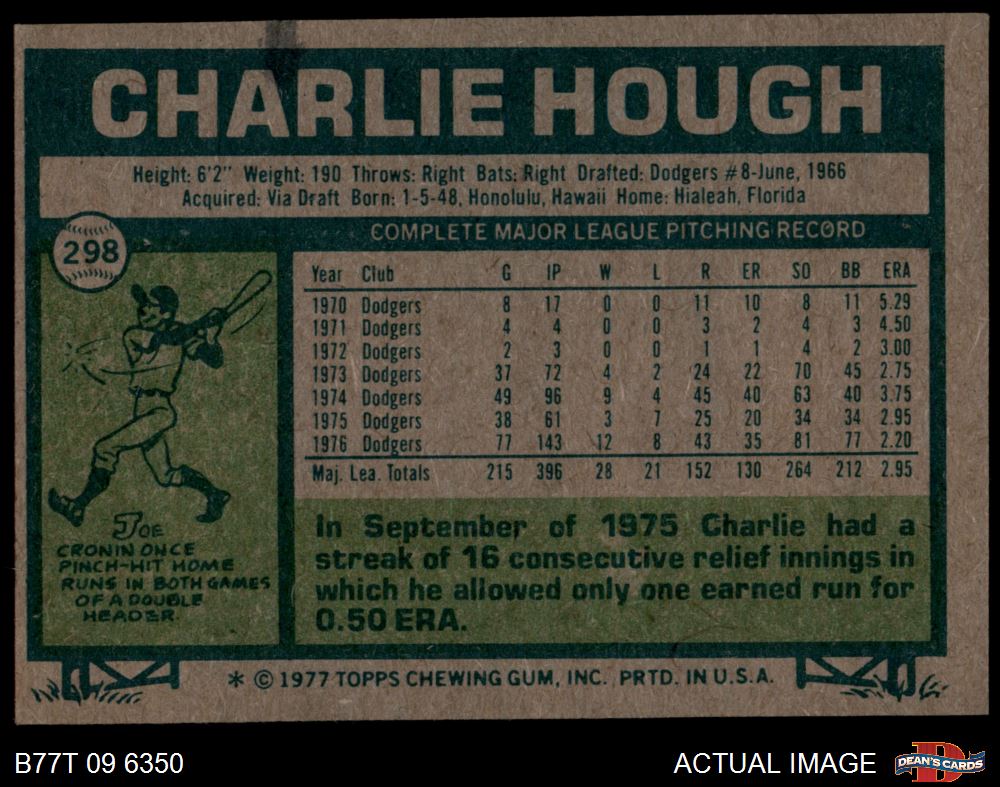 CHARLIE HOUGH
Height: 6'2" Weight: 190 Throws: Right Bats: Right Drafted: Dodgers #8-June, 1966
Acquired: Via Draft Born: 1-5-48, Honolulu, Hawaii Home: Hialeah, Florida
298
COMPLETE MAJOR LEAGUE PITCHING RECORD
Year Club G IP W L R ER SO BB ERA
1970 Dodgers 8 17 0 0 11 10 8 11 5.29
1971 Dodgers 4 4 0 0 3 2 4 3 4.50
1972 Dodgers 2 3 0 0 1 1 4 2 3.00
1973 Dodgers 37 72 4 2 24 22 70 45 2.75
1974 Dodgers 49 96 9 4 45 40 63 40 3.75
1975 Dodgers 38 61 3 7 25 20 34 34 2.95
1976 Dodgers 77 143 12 8 43 35 81 77 2.20
Maj. Lea. Totals 215 396 28 21 152 130 264 212 2.95
JOE
CRONIN ONCE
PINCH-HIT HOME
RUNS IN BOTH GAMES
OF A DOUBLE
HEADER.
In September of 1975 Charlie had a
streak of 16 consecutive relief innings in
which he allowed only one earned run for
0.50 ERA.
* © 1977 TOPPS CHEWING GUM, INC. PRTD. IN U.S.A.
B77T 09 6350
ACTUAL IMAGE
DEAN'S CARDS